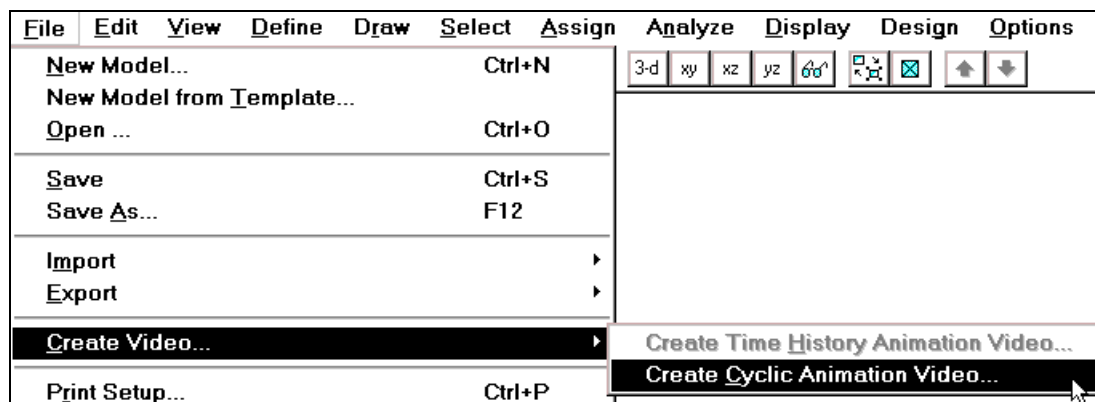 File Edit View Define Draw Select Assign Analyze Display Design Options
New Model... Ctrl+N
3-d xy xz yz
New Model from Template...
Open ... Ctrl+O
Save Ctrl+S
Save As... F12
Import
Export
Create Video...
Create Time History Animation Video...
Create Cyclic Animation Video...
Print Setup... Ctrl+P